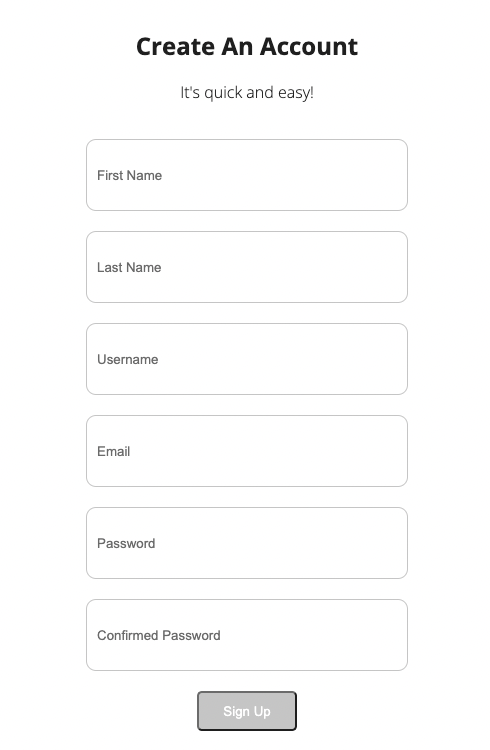 Create An Account
It's quick and easy!
First Name
Last Name
Username
Email
Password
Confirmed Password
Sign Up